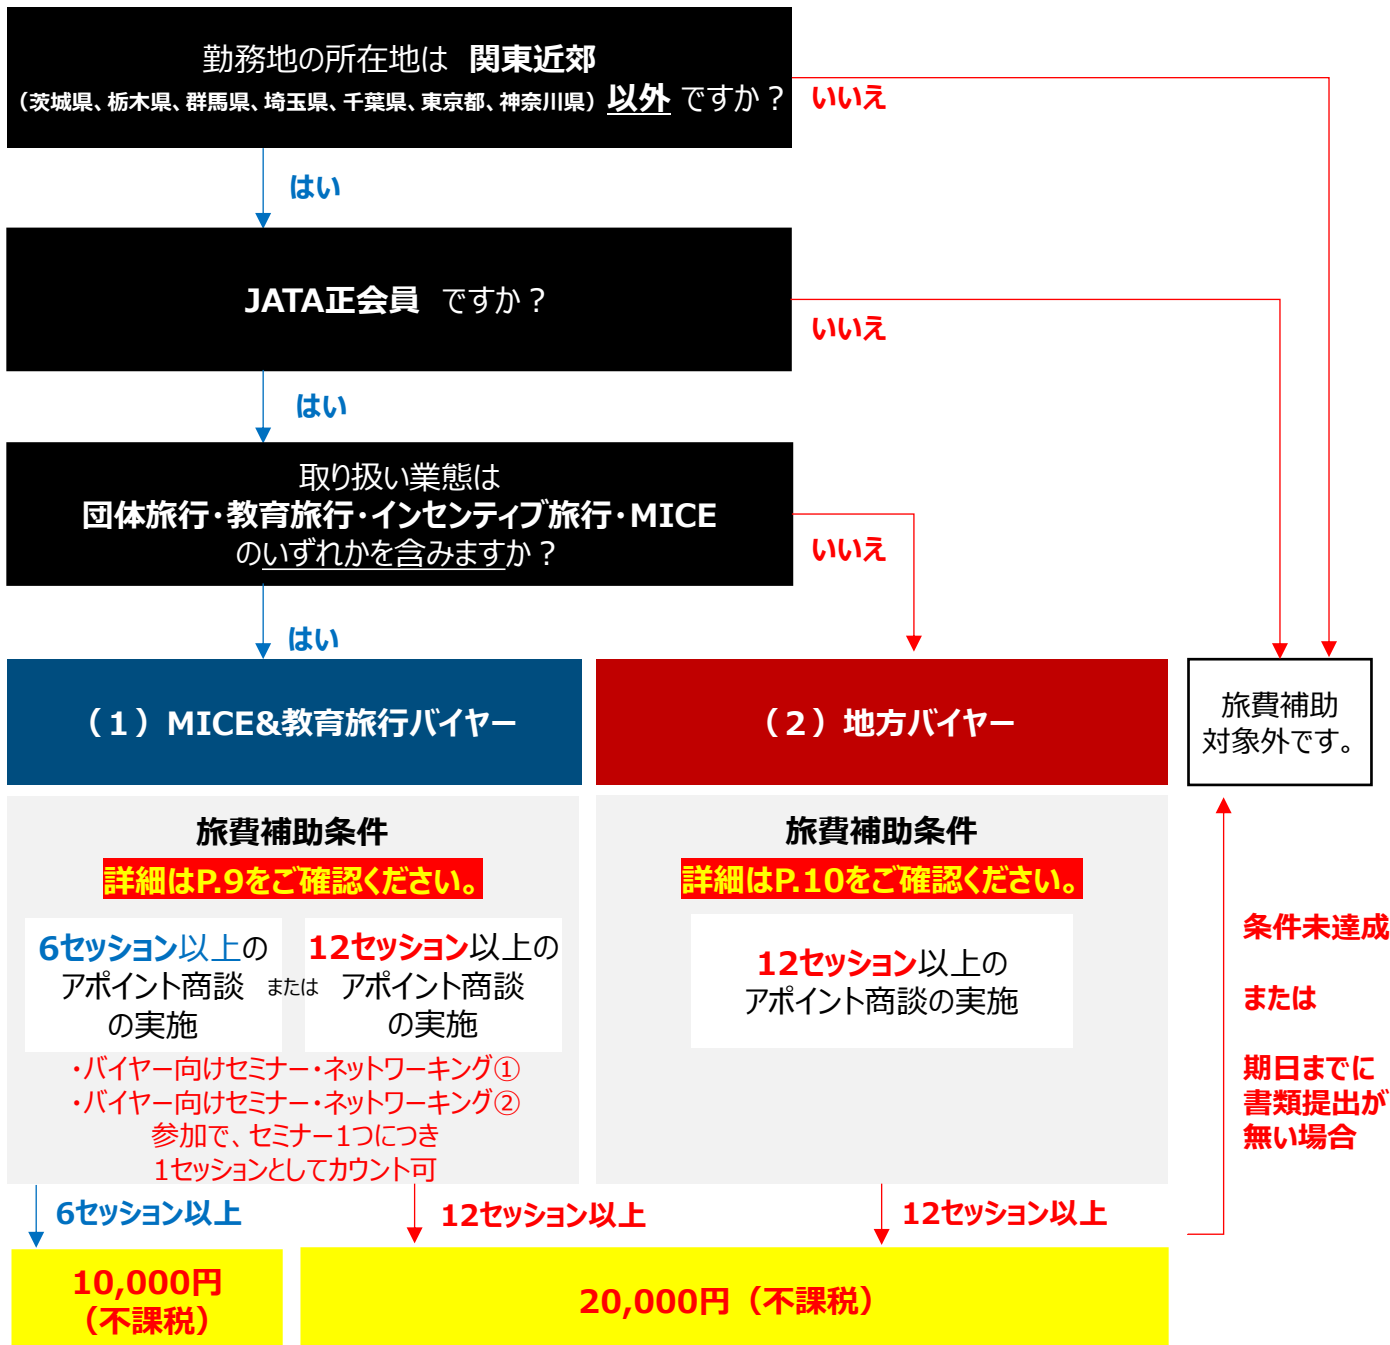 勤務地の所在地は 関東近郊
（茨城県、栃木県、群馬県、埼玉県、千葉県、東京都、神奈川県）以外 ですか？
いいえ
はい
JATA正会員 ですか？
いいえ
はい
取り扱い業態は
団体旅行・教育旅行・インセンティブ旅行・MICE
のいずれかを含みますか？
いいえ
はい
（１）MICE&教育旅行バイヤー
（２）地方バイヤー
旅費補助
対象外です。
旅費補助条件
詳細はP.9をご確認ください。
6セッション以上の
アポイント商談
の実施
または
12セッション以上の
アポイント商談
の実施
・バイヤー向けセミナー・ネットワーキング①
・バイヤー向けセミナー・ネットワーキング②
参加で、セミナー1つにつき
1セッションとしてカウント可
旅費補助条件
詳細はP.10をご確認ください。
12セッション以上の
アポイント商談の実施
条件未達成
または
期日までに
書類提出が
無い場合
6セッション以上
12セッション以上
12セッション以上
10,000円
（不課税）
20,000円（不課税）